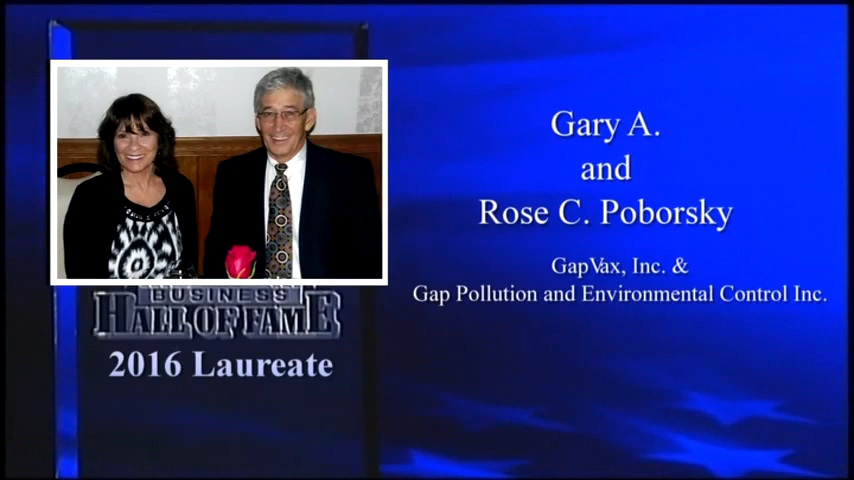 Gary A.
and
Rose C. Poborsky
GapVax, Inc. &
Gap Pollution and Environmental Control Inc.
BUSINESS
HALL OF FAME
2016 Laureate